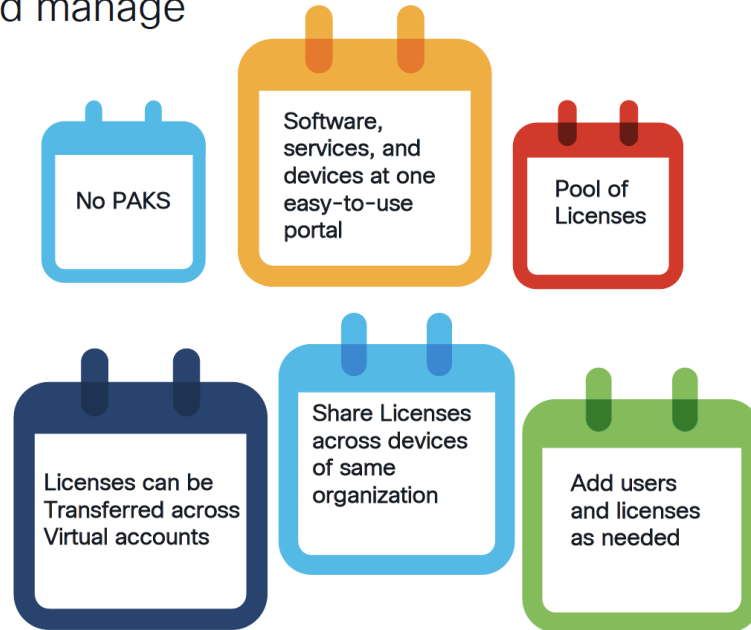 d manage
No PAKS
Software,
services, and
devices at one
easy-to-use
portal
Pool of
Licenses
Licenses can be
Transferred across
Virtual accounts
Share Licenses
across devices
of same
organization
Add users
and licenses
as needed